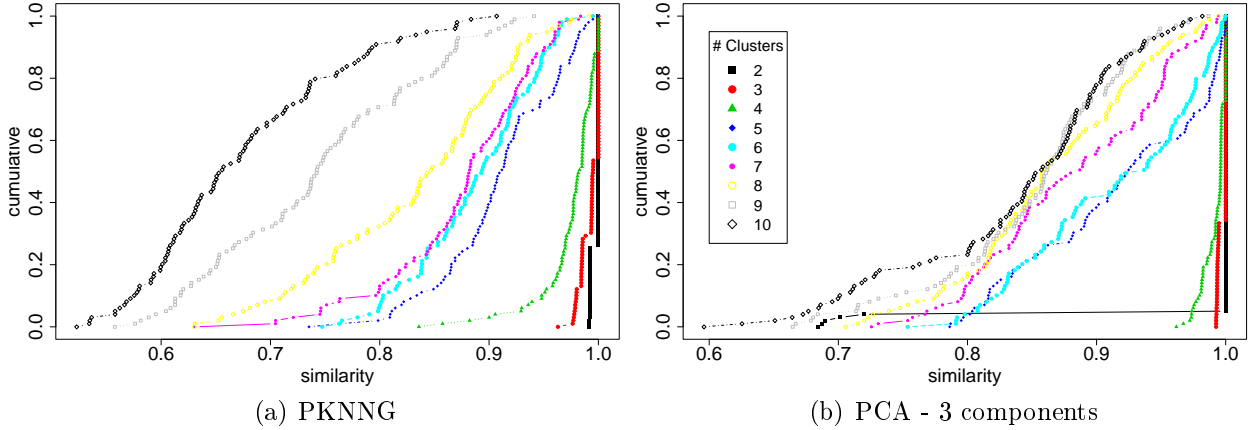 cumuative
0.0 0.2 0.4 0.6 0.8 1.0
0.6 0.7 0.8 0.9 1.0
similarity
(a) PKNNG
cumulative
0.0 0.2 0.4 0.6 0.8 1.0
# Clusters
2
3
4
5
6
7
8
9
10
0.6 0.7 0.8 0.9 1.0
similarity
(b) PCA - 3 components